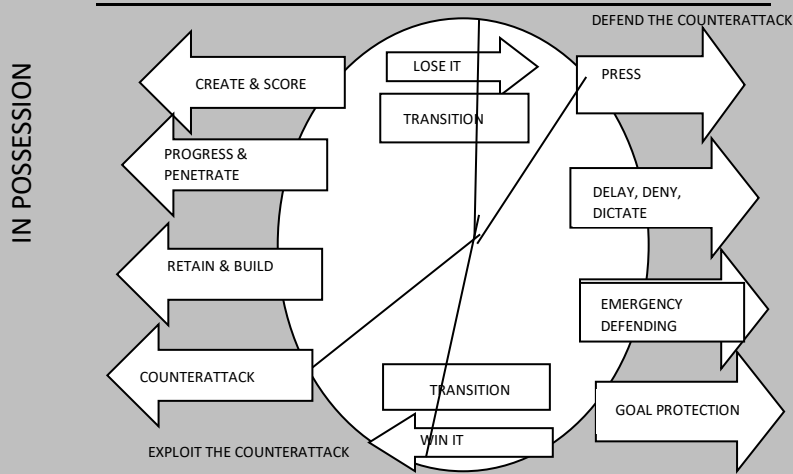 DEFEND THE COUNTERATTACK
IN POSSESSION
LOSE IT
TRANSITION
CREATE & SCORE
PROGRESS &
PENETRATE
RETAIN & BUILD
COUNTERATTACK
PRESS
DELAY, DENY,
DICTATE
EMERGENCY
DEFENDING
GOAL PROTECTION
TRANSITION
WIN IT
EXPLOIT THE COUNTERATTACK